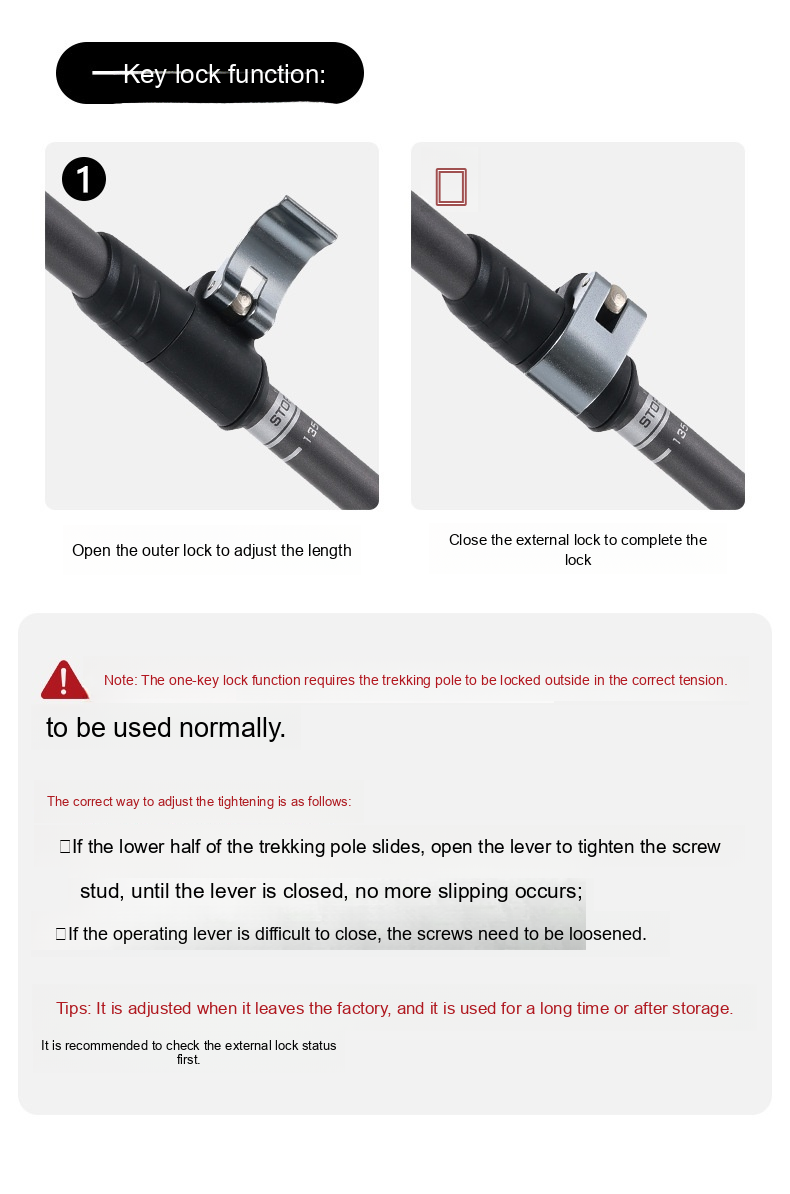 Key lock function:
1
STOP
135
STOP
135
Open the outer lock to adjust the length
Close the external lock to complete the
lock
Note: The one-key lock function requires the trekking pole to be locked outside in the correct tension.
to be used normally.
The correct way to adjust the tightening is as follows:
If the lower half of the trekking pole slides, open the lever to tighten the screw
stud, until the lever is closed, no more slipping occurs;
If the operating lever is difficult to close, the screws need to be loosened.
Tips: It is adjusted when it leaves the factory, and it is used for a long time or after storage.
It is recommended to check the external lock status
first.